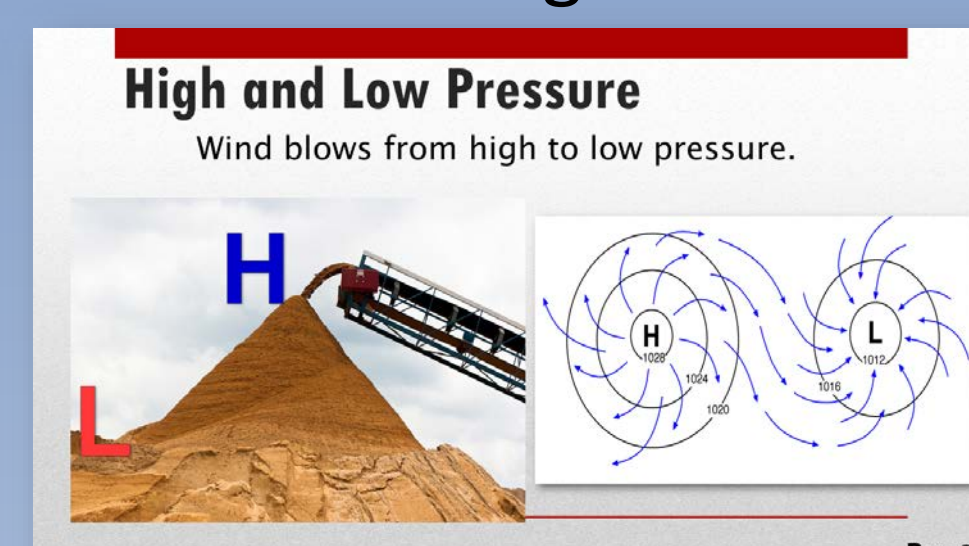 High and Low Pressure
Wind blows from high to low pressure.
H
L
H
1028
1024
1020
L
1012
1016